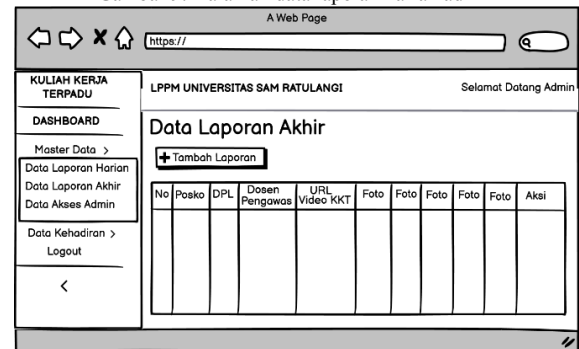 A Web Page
https://
KULIAH KERJA
TERPADU
DASHBOARD
Master Data >
Data Laporan Harian
Data Laporan Akhir
Data Akses Admin
Data Kehadiran >
Logout
<
LPPM UNIVERSITAS SAM RATULANGI
Selamat Datang Admin
Data Laporan Akhir
+ Tambah Laporan
No Posko DPL Dosen Pengawas URL Video KKT Foto Foto Foto Foto Foto Aksi